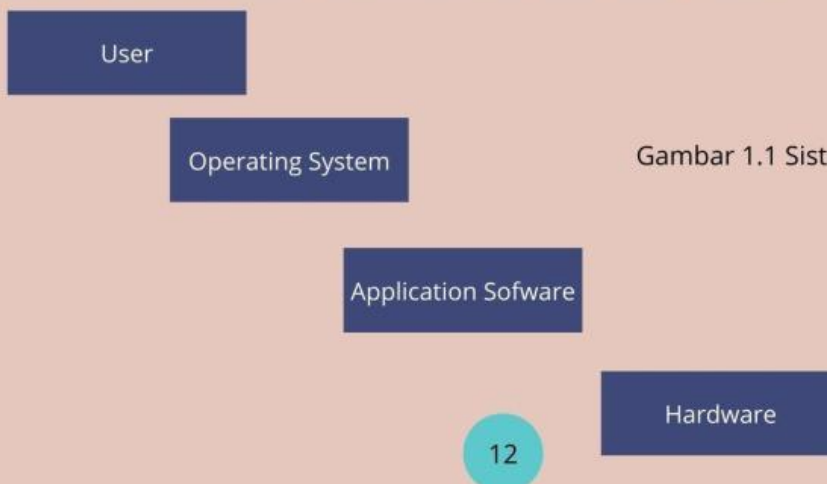 User
Operating System
Gambar 1.1 Sist
Application Sofware
Hardware
12